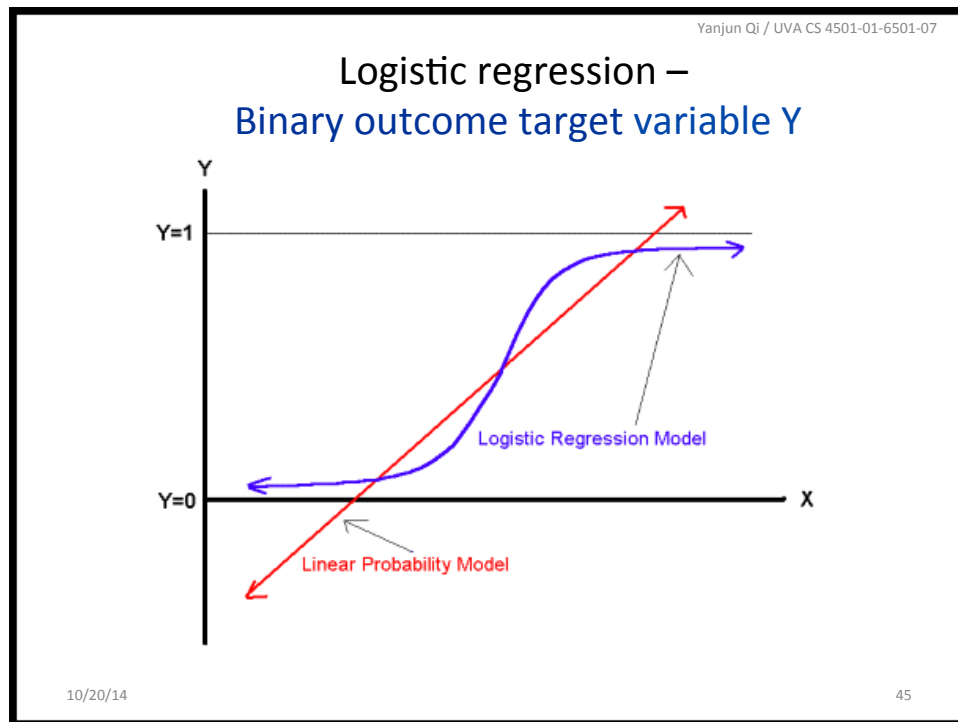 Yanjun Qi / UVA CS 4501-01-6501-07
Logistic regression –
Binary outcome target variable Y
Y
Y=1
Logistic Regression Model
Y=0
X
Linear Probability Model
10/20/14
45